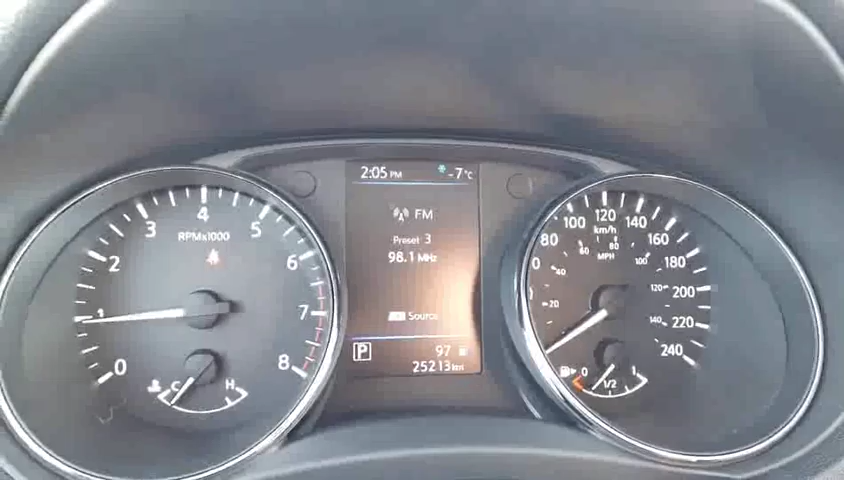 2:05 PM -7°C
FM
Preset 3
98.1 MHz
Source
P 97
25213 km
0 1 2 3 4 5 6 7 8
RPMx1000
C H
80 100 120 140 160 180 200 220 240
km/h
20 40 60 80 100 120 140
MPH
0 1/2 1